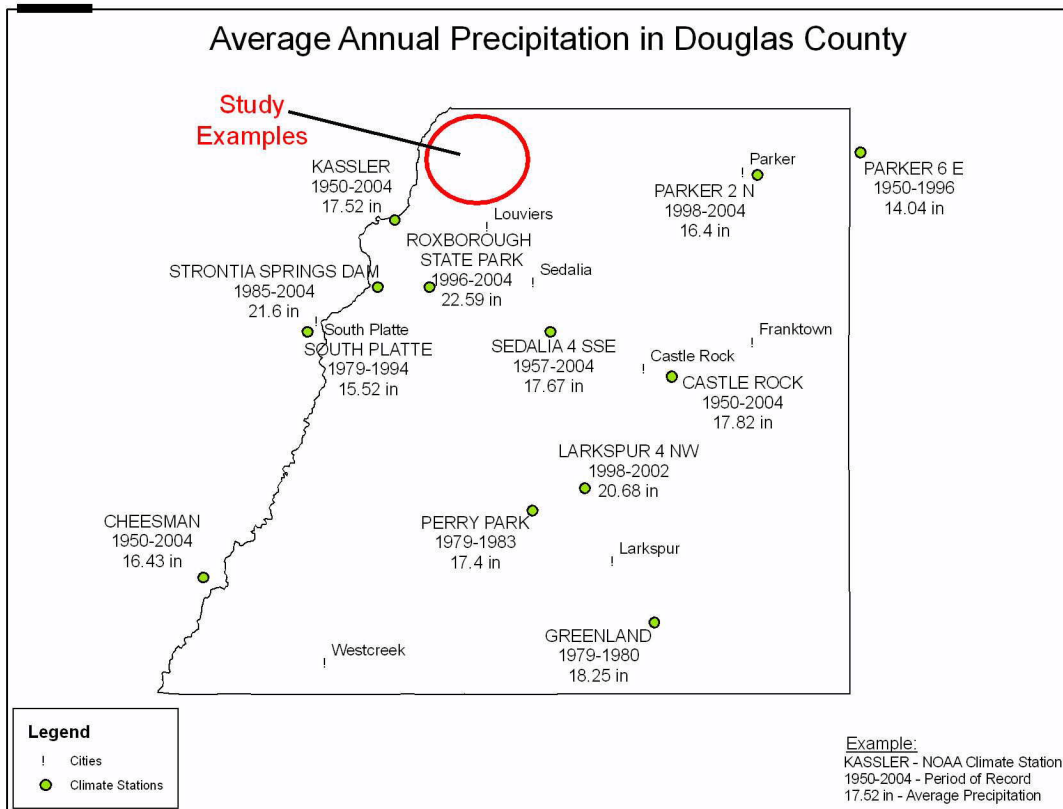 Average Annual Precipitation in Douglas County
Study
Examples
KASSLER
1950-2004
17.52 in
Parker
PARKER 2 N
1998-2004
16.4 in
PARKER 6 E
1950-1996
14.04 in
Louviers
ROXBOROUGH
STATE PARK
1996-2004
22.59 in
STRONTIA SPRINGS DAM
1985-2004
21.6 in
Sedalia
South Platte
SOUTH PLATTE
1979-1994
15.52 in
SEDALIA 4 SSE
1957-2004
17.67 in
Franktown
Castle Rock
CASTLE ROCK
1950-2004
17.82 in
LARKSPUR 4 NW
1998-2002
20.68 in
PERRY PARK
1979-1983
17.4 in
CHEESMAN
1950-2004
16.43 in
Larkspur
GREENLAND
1979-1980
18.25 in
Westcreek
Legend
! Cities
Climate Stations
Example:
KASSLER - NOAA Climate Station
1950-2004 - Period of Record
17.52 in - Average Precipitation